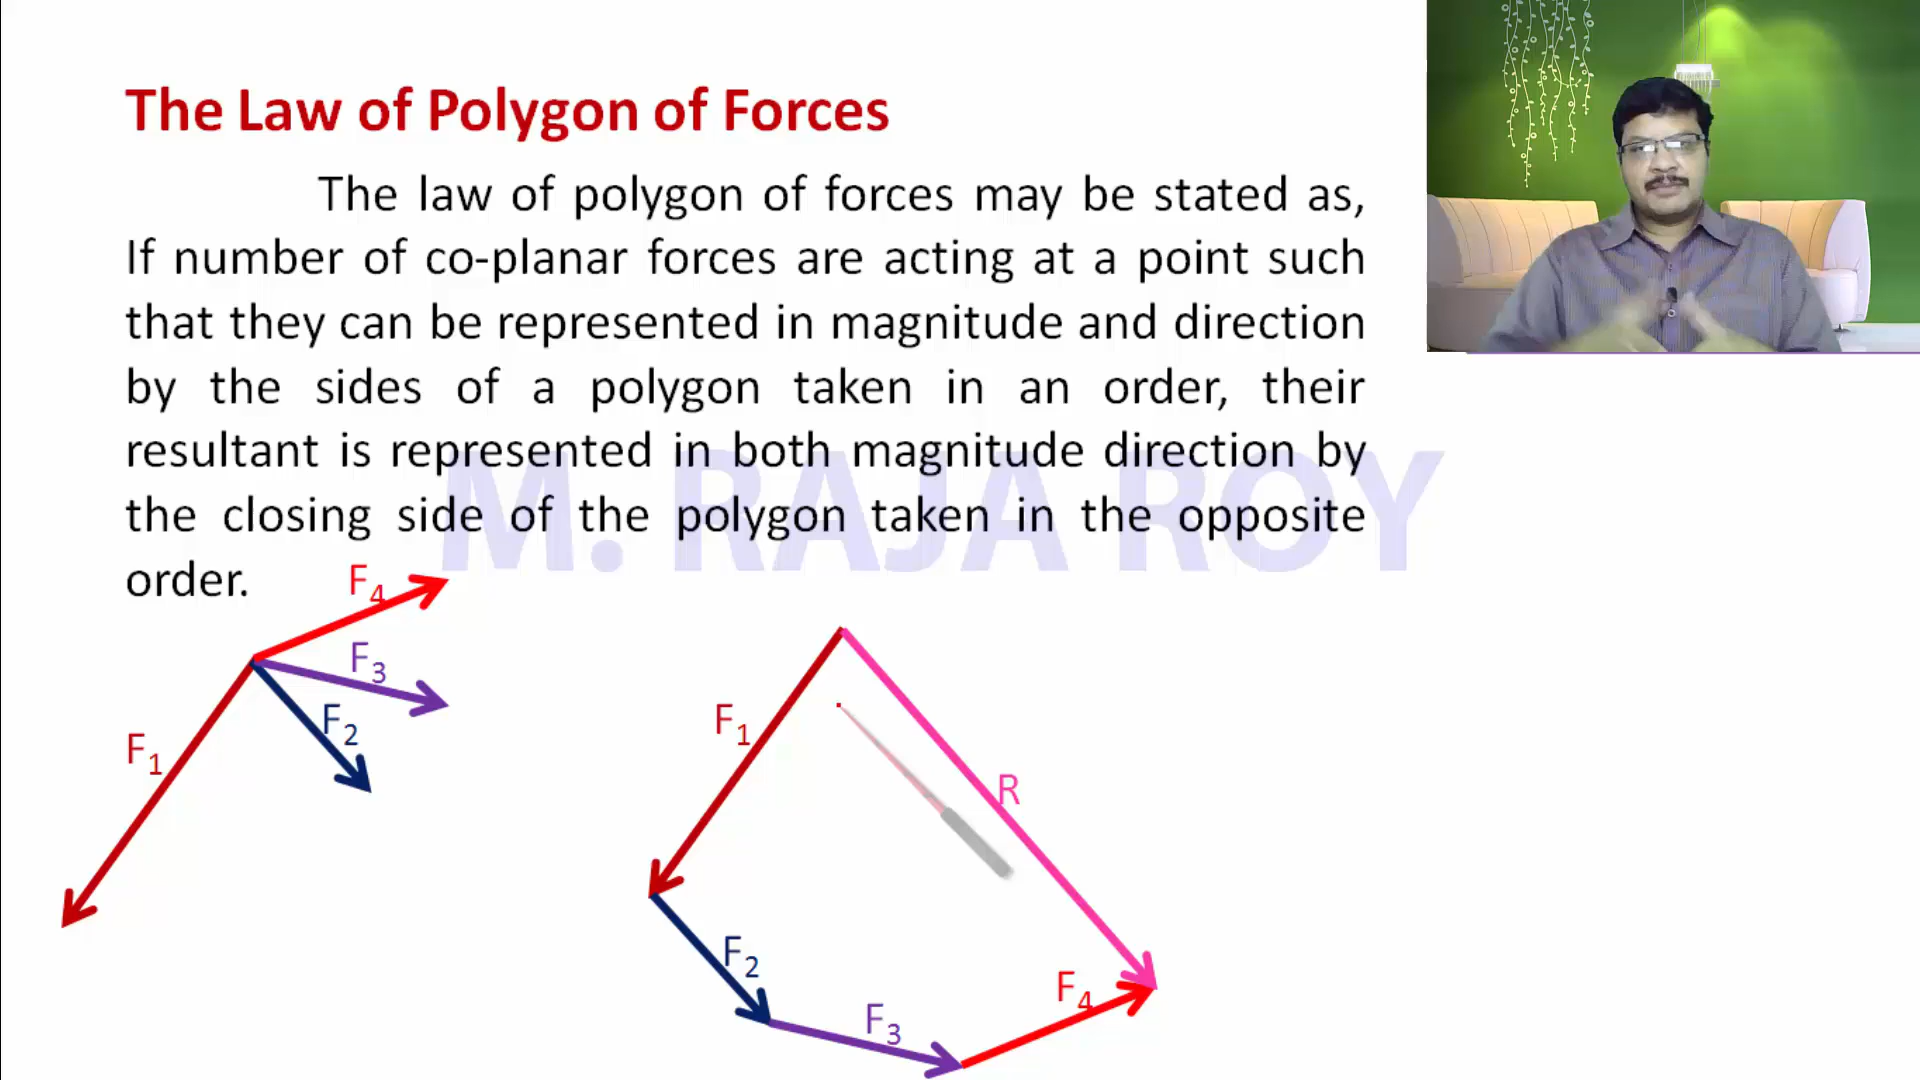 The Law of Polygon of Forces
The law of polygon of forces may be stated as,
If number of co-planar forces are acting at a point such
that they can be represented in magnitude and direction
by the sides of a polygon taken in an order, their
resultant is represented in both magnitude direction by
the closing side of the polygon taken in the opposite
order.
M. RAJA ROY
F4
F3
F2
F1
F1
R
F2
F4
F3